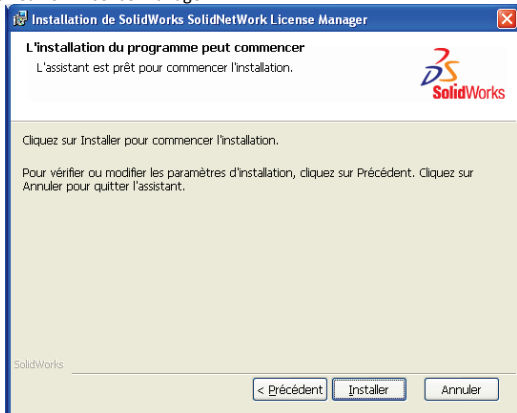 Installation de SolidWorks SolidNetWork License Manager
L'installation du programme peut commencer
L'assistant est prêt pour commencer l'installation.
SolidWorks
Cliquez sur Installer pour commencer l'installation.
Pour vérifier ou modifier les paramètres d'installation, cliquez sur Précédent. Cliquez sur
Annuler pour quitter l'assistant.
SolidWorks
< Précédent Installer Annuler